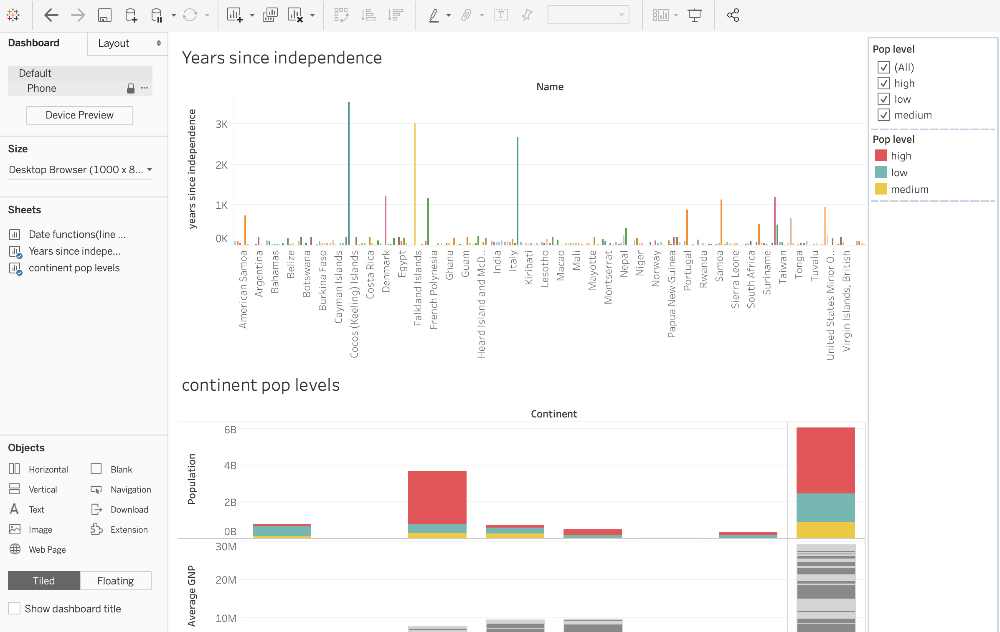 Dashboard
Layout
Default
Phone
Device Preview
Size
Desktop Browser (1000 x 8...
Sheets
Date functions(line ...
Years since indepe...
continent pop levels
Objects
Horizontal
Blank
Vertical
Navigation
Text
Download
Image
Extension
Web Page
Tiled
Floating
Show dashboard title
Years since independence
Name
years since independence
3K
2K
1K
0K
American Samoa
Argentina
Bahamas
Belize
Botswana
Burkina Faso
Cayman Islands
Cocos (Keeling) Islands
Costa Rica
Denmark
Egypt
Falkland Islands
French Polynesia
Ghana
Guam
Heard Island and McD..
India
Italy
Kiribati
Lesotho
Macao
Mali
Mayotte
Montserrat
Nepal
Niger
Norway
Papua New Guinea
Portugal
Rwanda
Samoa
Sierra Leone
South Africa
Suriname
Taiwan
Tonga
Tuvalu
United States Minor O..
Virgin Islands, British
continent pop levels
Continent
Population
6B
4B
2B
0B
Average GNP
30M
20M
10M
Pop level
(All)
high
low
medium
Pop level
high
low
medium